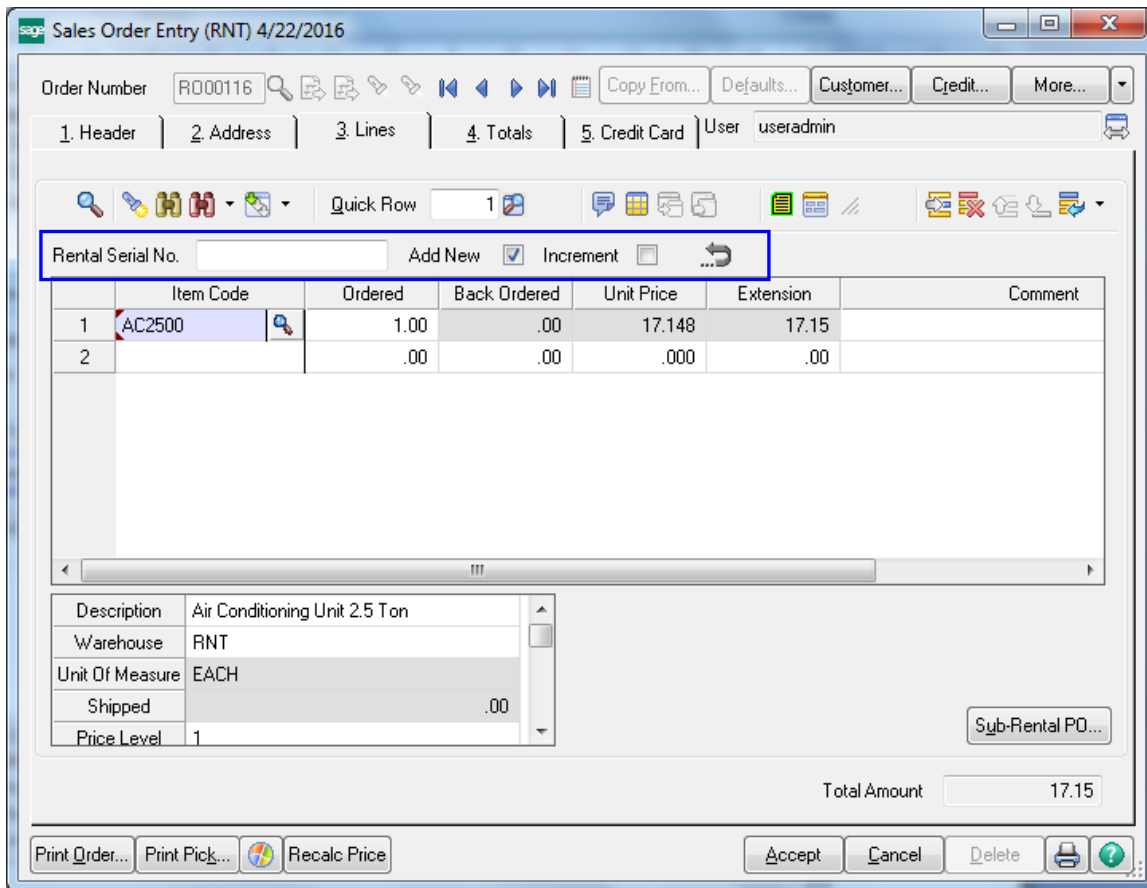 sage Sales Order Entry (RNT) 4/22/2016
Order Number RO00116 Copy From... Defaults... Customer... Credit... More...
1. Header 2. Address 3. Lines 4. Totals 5. Credit Card User useradmin
Quick Row 1
Rental Serial No. Add New Increment
Item Code Ordered Back Ordered Unit Price Extension Comment
1 AC2500 1.00 .00 17.148 17.15
2 .00 .00 .000 .00
Description Air Conditioning Unit 2.5 Ton
Warehouse RNT
Unit Of Measure EACH
Shipped .00
Price Level 1
Sub-Rental PO...
Total Amount 17.15
Print Order... Print Pick... Recalc Price Accept Cancel Delete